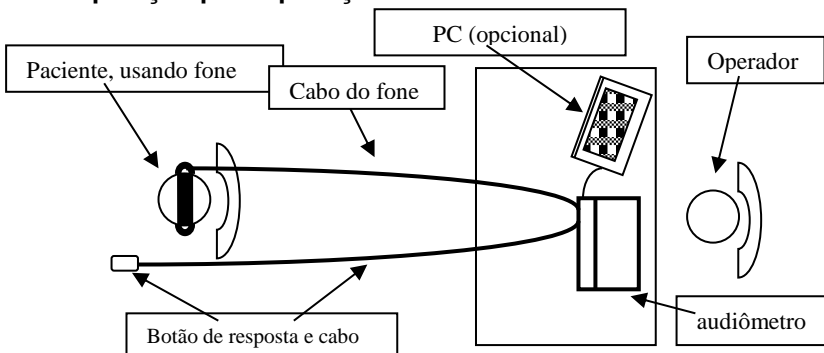 PC (opcional)
Paciente, usando fone
Operador
Cabo do fone
audiômetro
Botão de resposta e cabo